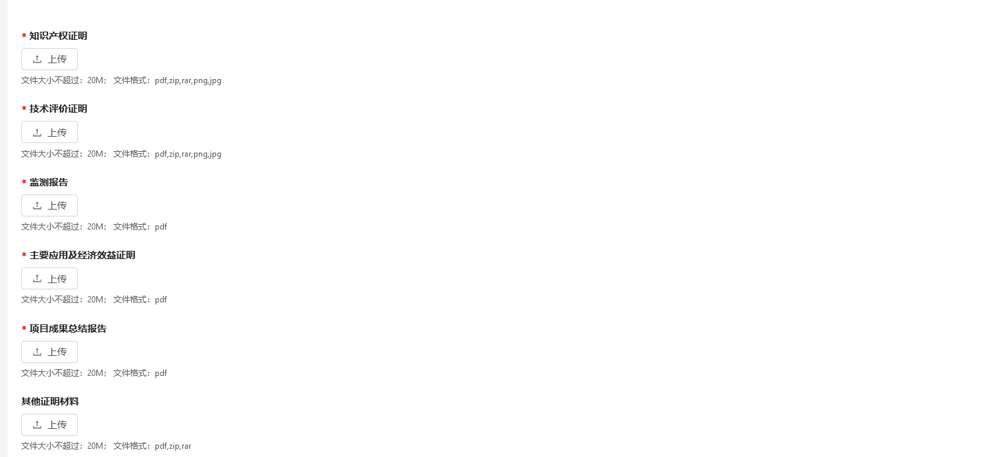 * 知识产权证明
上传
文件大小不超过：20M； 文件格式：pdf,zip,rar,png,jpg
* 技术评价证明
上传
文件大小不超过：20M； 文件格式：pdf,zip,rar,png,jpg
* 监测报告
上传
文件大小不超过：20M； 文件格式：pdf
* 主要应用及经济效益证明
上传
文件大小不超过：20M； 文件格式：pdf
* 项目成果总结报告
上传
文件大小不超过：20M； 文件格式：pdf
其他证明材料
上传
文件大小不超过：20M； 文件格式：pdf,zip,rar